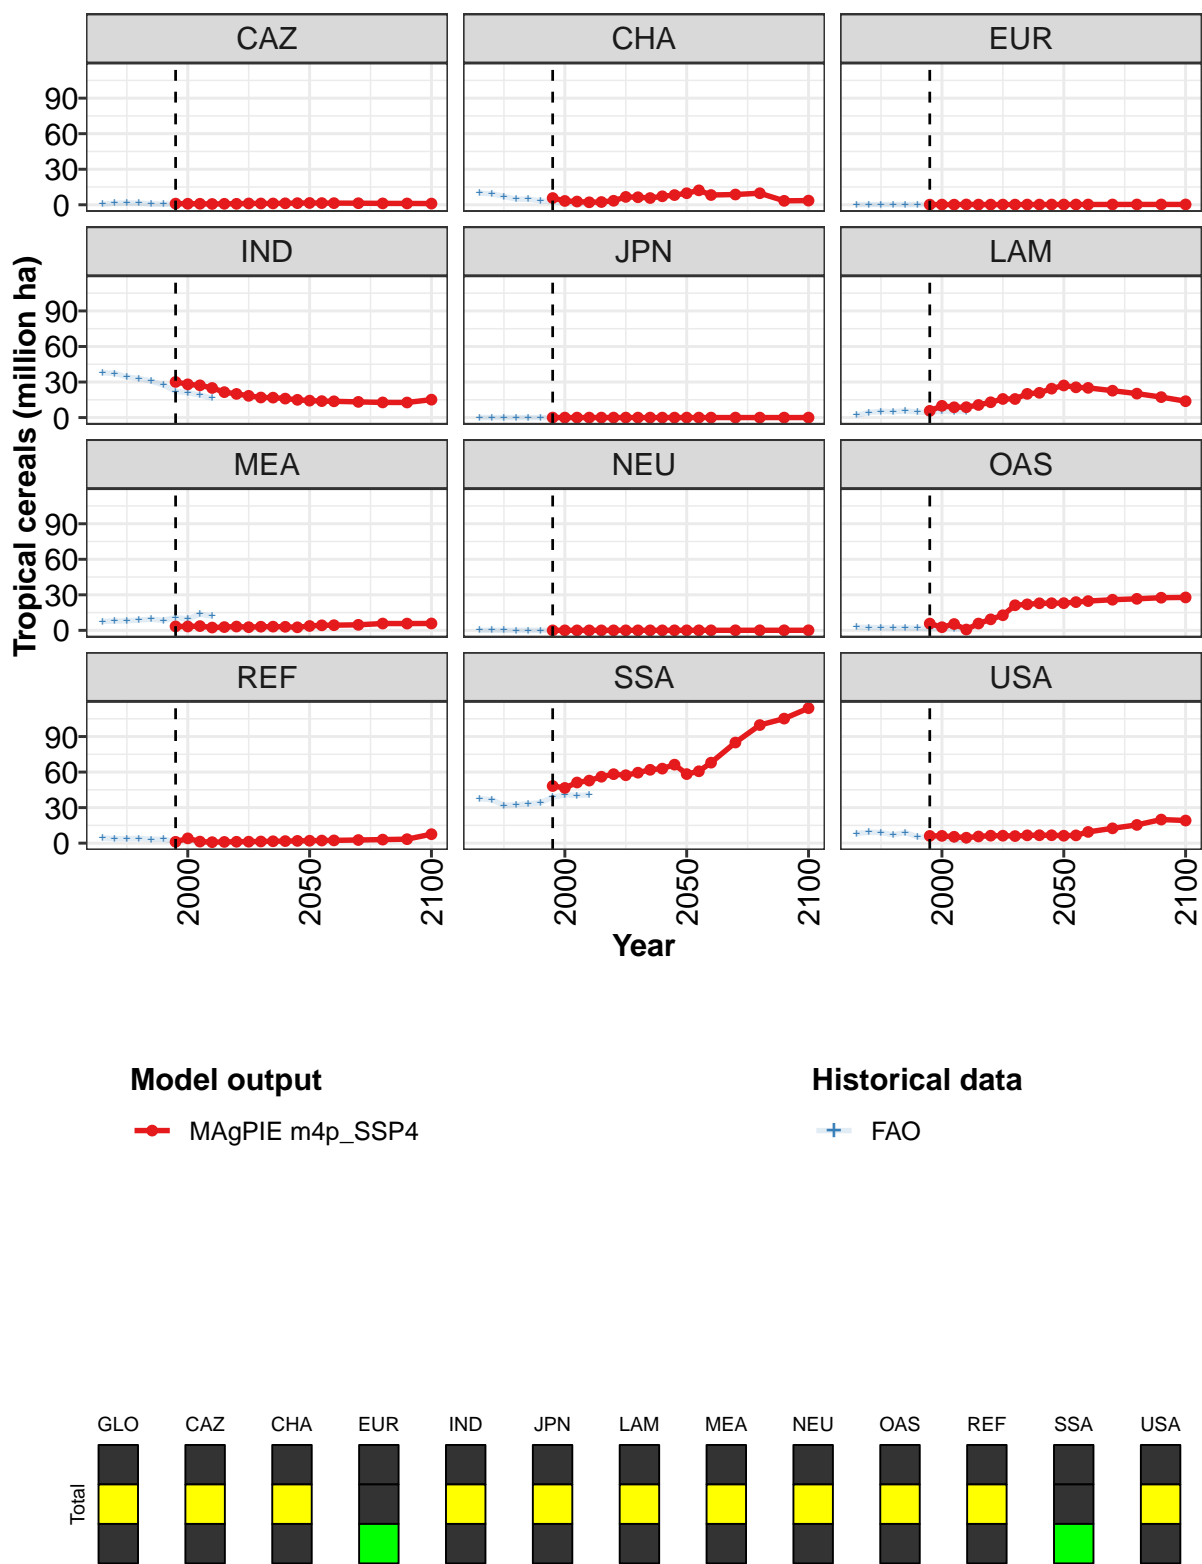 CAZ CHA EUR
90
60
30
0
IND JPN LAM
90
60
30
0
MEA NEU OAS
90
60
30
0
REF SSA USA
90
60
30
0
Tropical cereals (million ha)
2000 2050 2100 2000 2050 2100 2000 2050 2100
Year
Model output Historical data
MAgPIE m4p_SSP4 FAO
GLO CAZ CHA EUR IND JPN LAM MEA NEU OAS REF SSA USA
Total